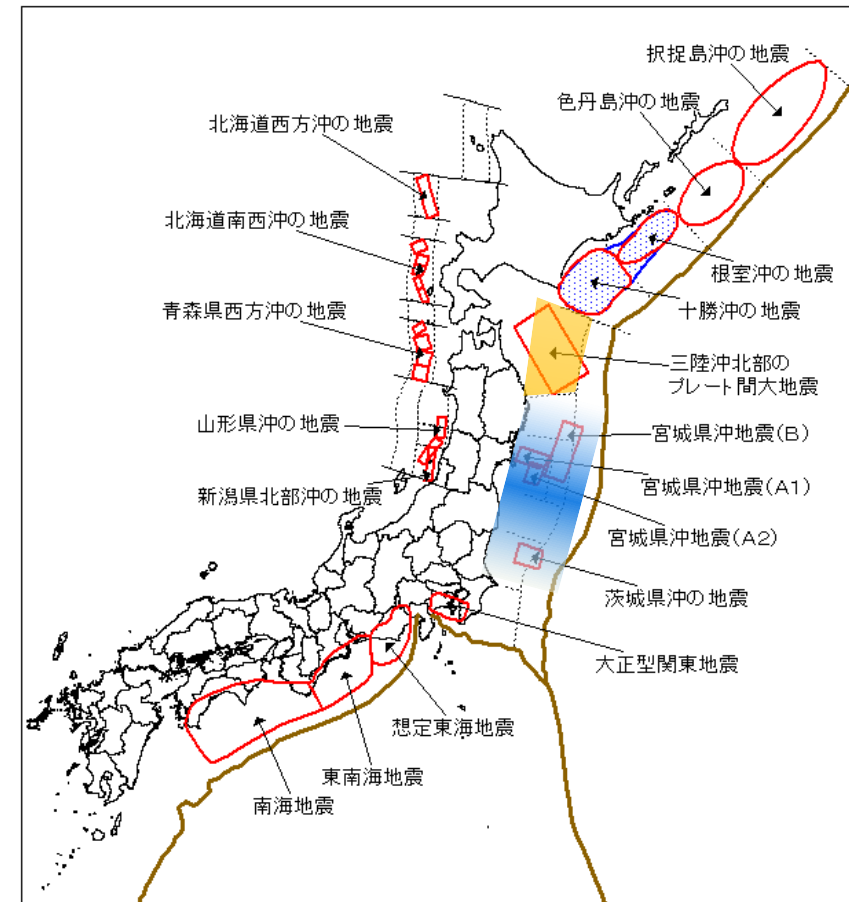 択捉島沖の地震
色丹島沖の地震
北海道西方沖の地震
北海道南西沖の地震
根室沖の地震
十勝沖の地震
青森県西方沖の地震
三陸沖北部の
プレート間大地震
山形県沖の地震
宮城県沖地震(B)
宮城県沖地震(A1)
新潟県北部沖の地震
宮城県沖地震(A2)
茨城県沖の地震
大正型関東地震
想定東海地震
東南海地震
南海地震